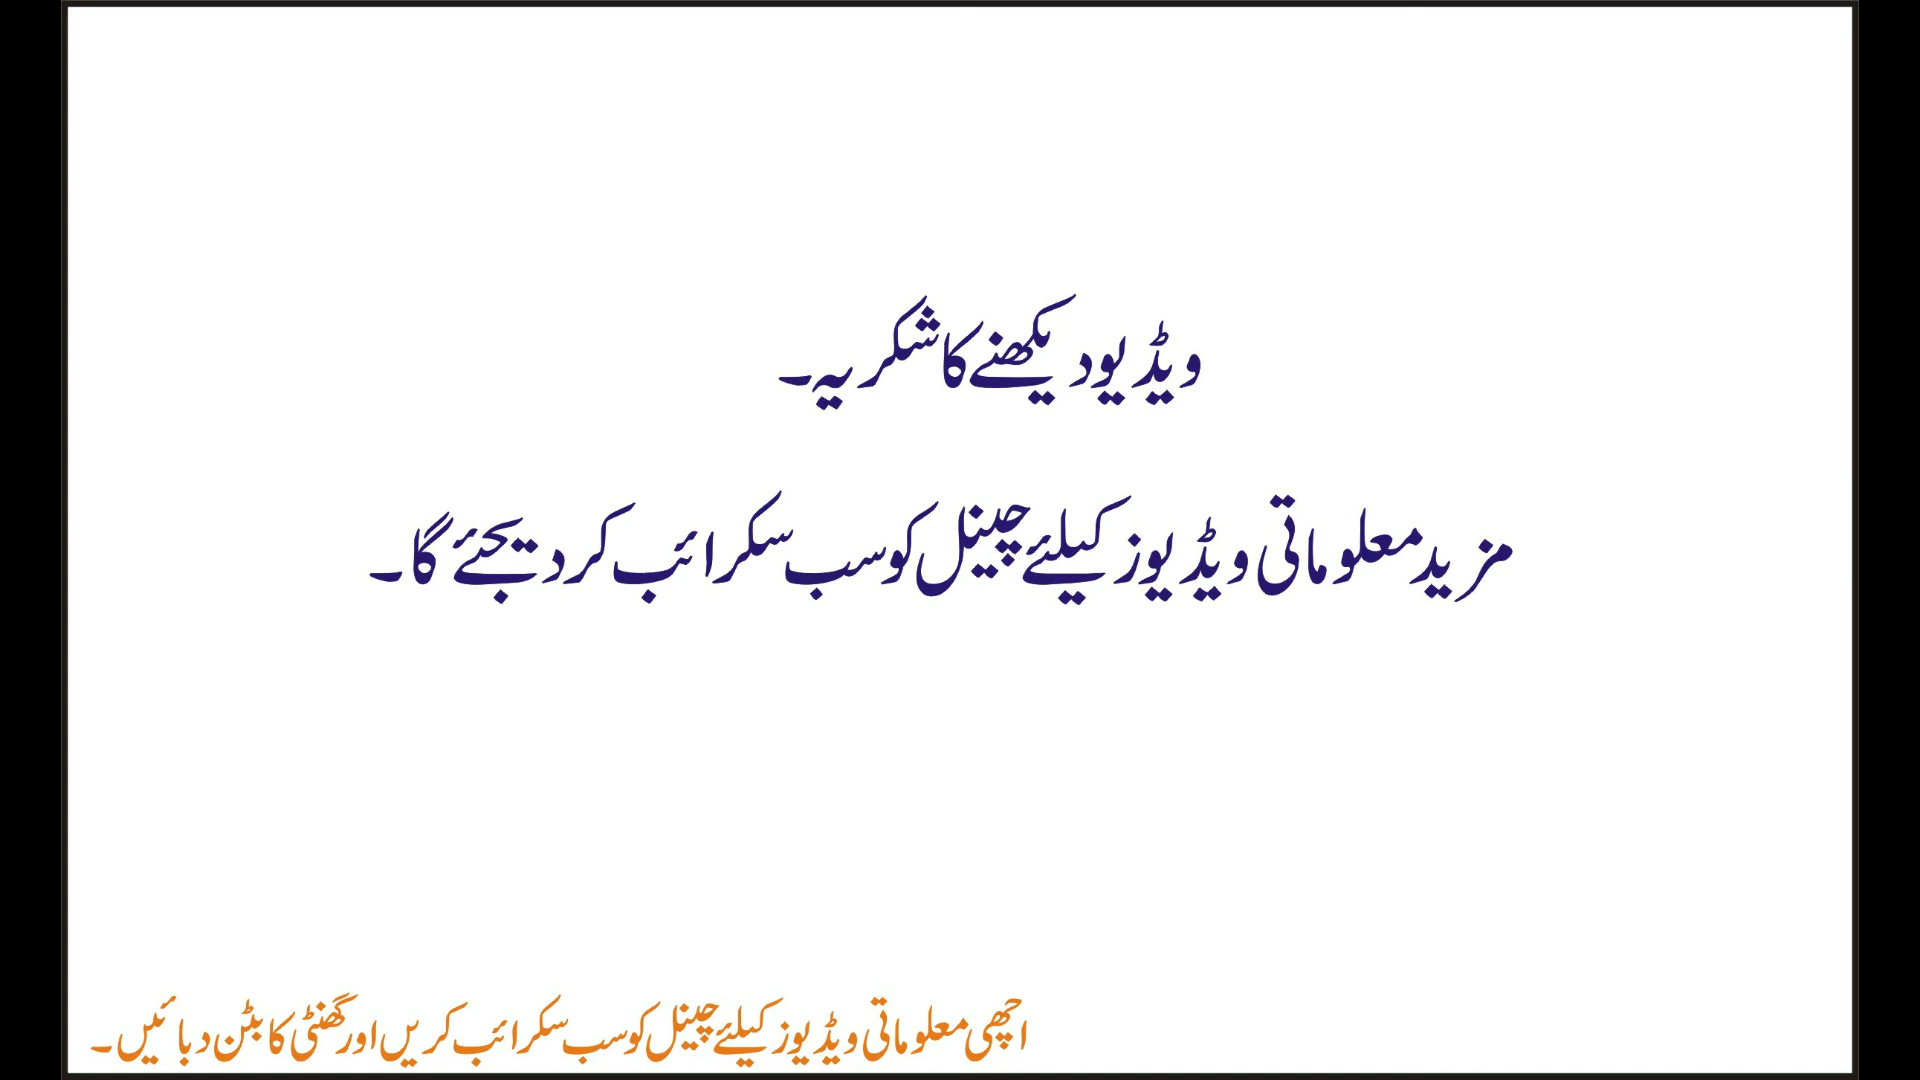 ویڈیو دیکھنے کا شکریہ۔
مزید معلوماتی ویڈیوز کیلئے چینل کو سب سکرائب کر دیجئے گا۔
اچھی معلوماتی ویڈیوز کیلئے چینل کو سب سکرائب کریں اور گھنٹی کا بٹن دبائیں۔